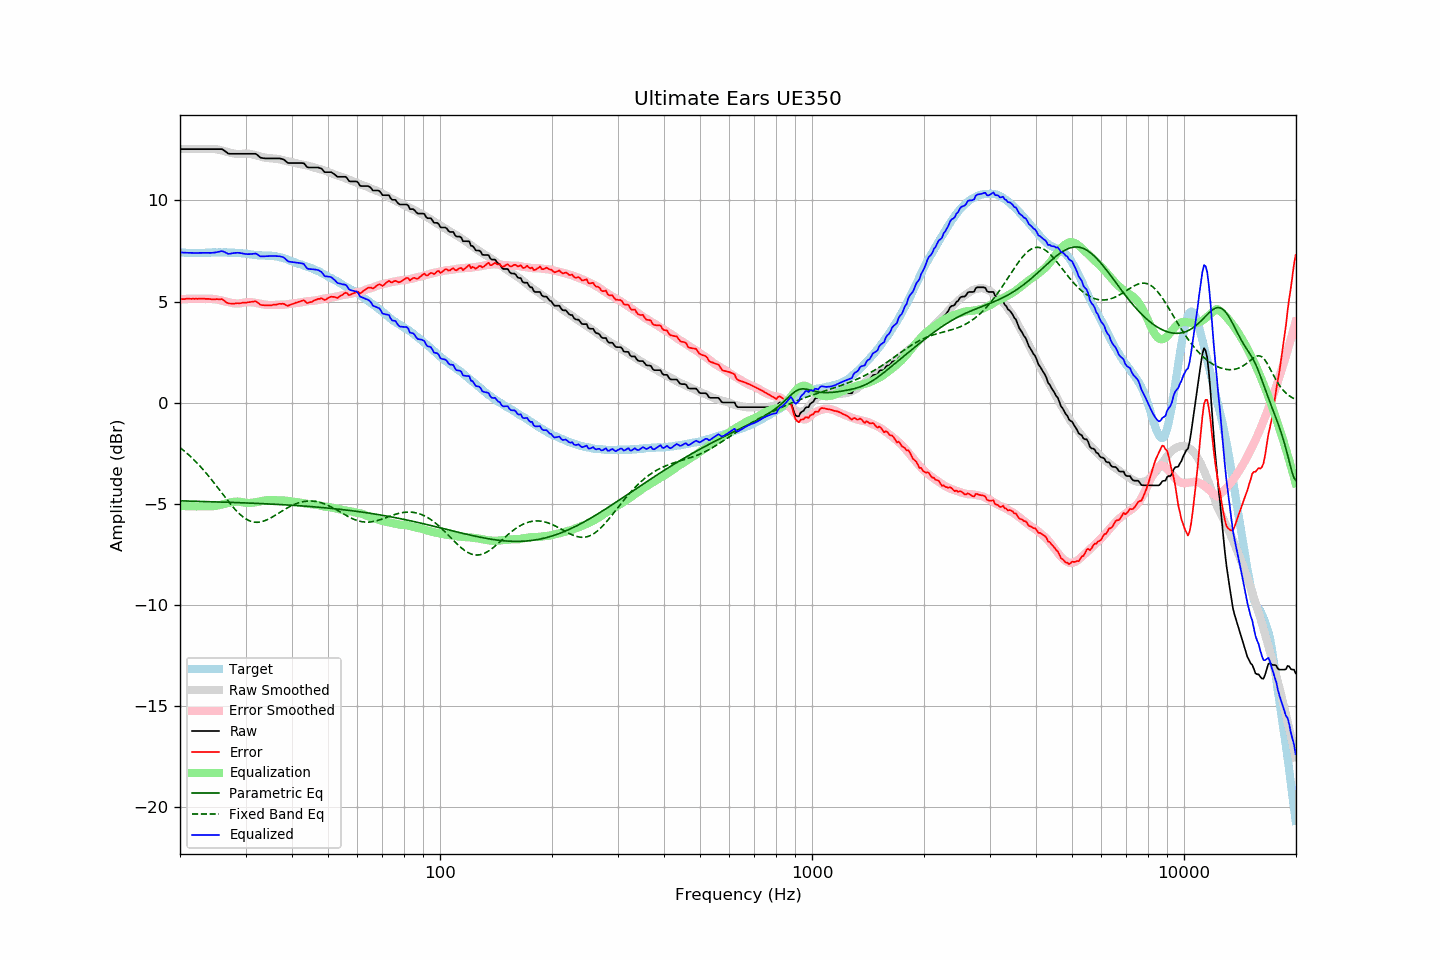 Ultimate Ears UE350
10
5
0
−5
−10
−15
−20
Amplitude (dBr)
Target
Raw Smoothed
Error Smoothed
Raw
Error
Equalization
Parametric Eq
Fixed Band Eq
Equalized
100
1000
10000
Frequency (Hz)